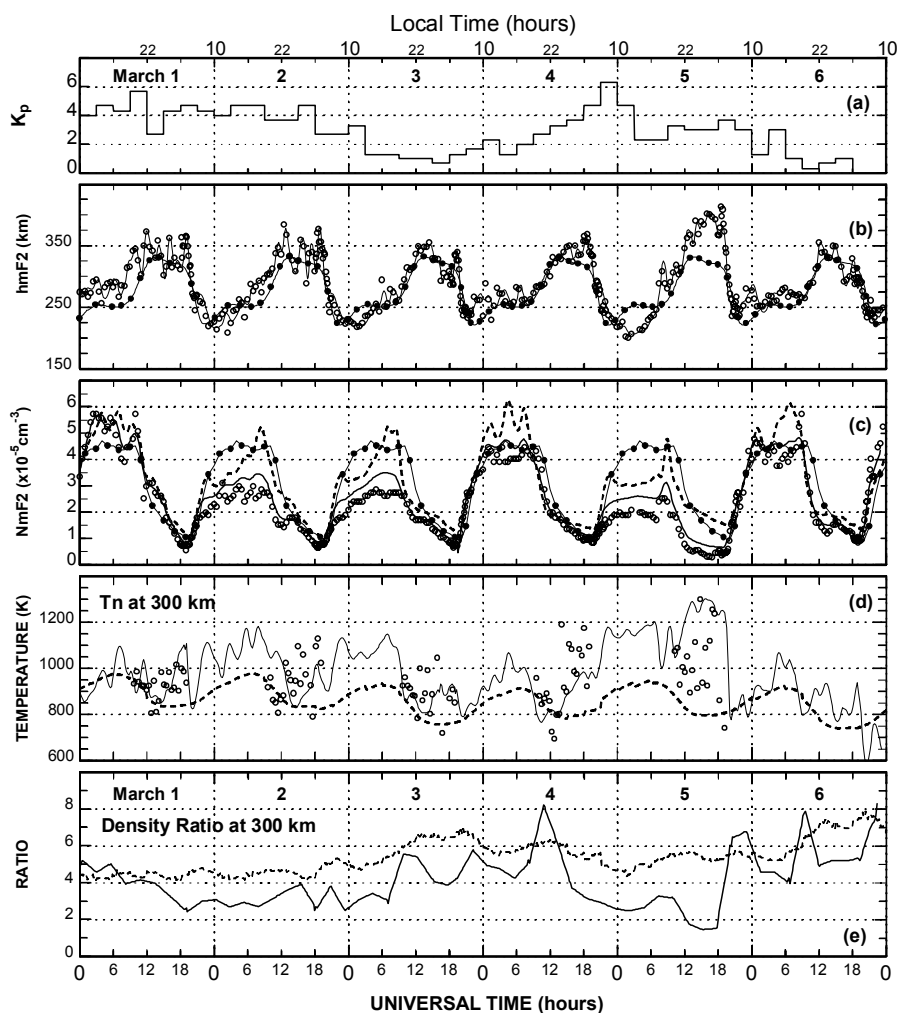 Local Time (hours)
22 10 22 10 22 10 22 10 22 10 22 10
March 1 2 3 4 5 6
(a)
Kp
6
4
2
0
(b)
hmF2 (km)
350
250
150
(c)
NmF2 (x10⁻⁵cm⁻³)
6
5
4
3
2
1
0
Tn at 300 km
(d)
TEMPERATURE (K)
1200
1000
800
600
March 1 2 3 4 5 6
Density Ratio at 300 km
(e)
RATIO
8
6
4
2
0
0 6 12 18 0 6 12 18 0 6 12 18 0 6 12 18 0 6 12 18 0 6 12 18 0
UNIVERSAL TIME (hours)